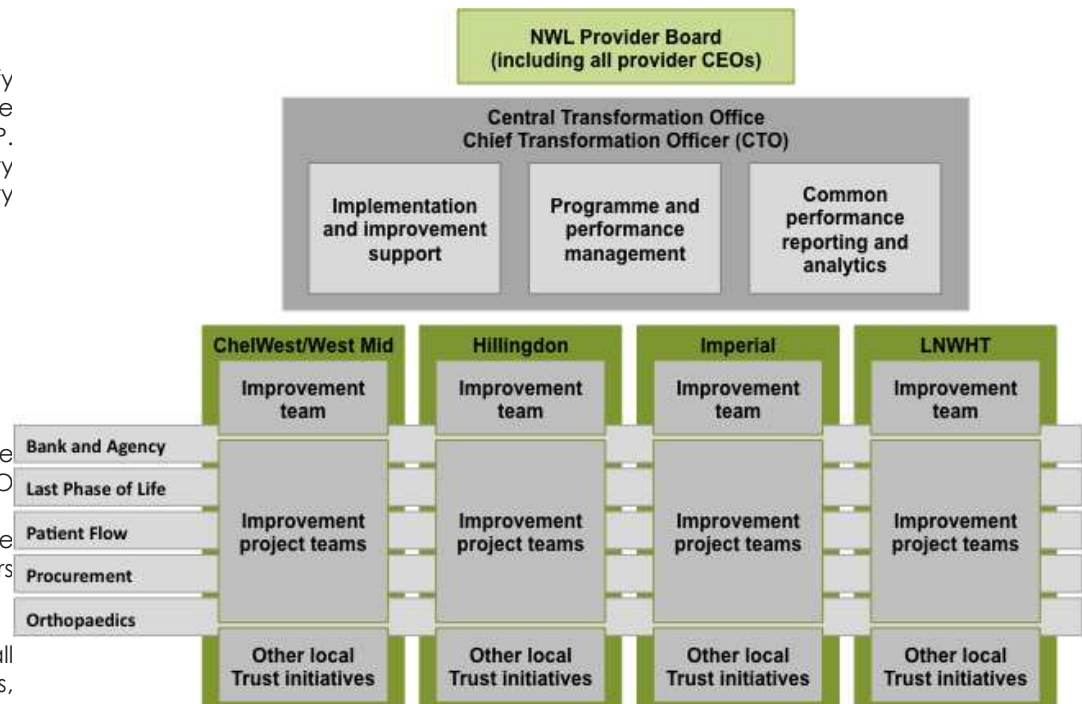 NWL Provider Board
(including all provider CEOs)
Central Transformation Office
Chief Transformation Officer (CTO)
Implementation
and improvement
support
Programme and
performance
management
Common
performance
reporting and
analytics
ChelWest/West Mid
Hillingdon
Imperial
LNWHT
Improvement
team
Improvement
team
Improvement
team
Improvement
team
Bank and Agency
Last Phase of Life
Patient Flow
Procurement
Orthopaedics
Improvement
project teams
Improvement
project teams
Improvement
project teams
Improvement
project teams
Other local
Trust initiatives
Other local
Trust initiatives
Other local
Trust initiatives
Other local
Trust initiatives